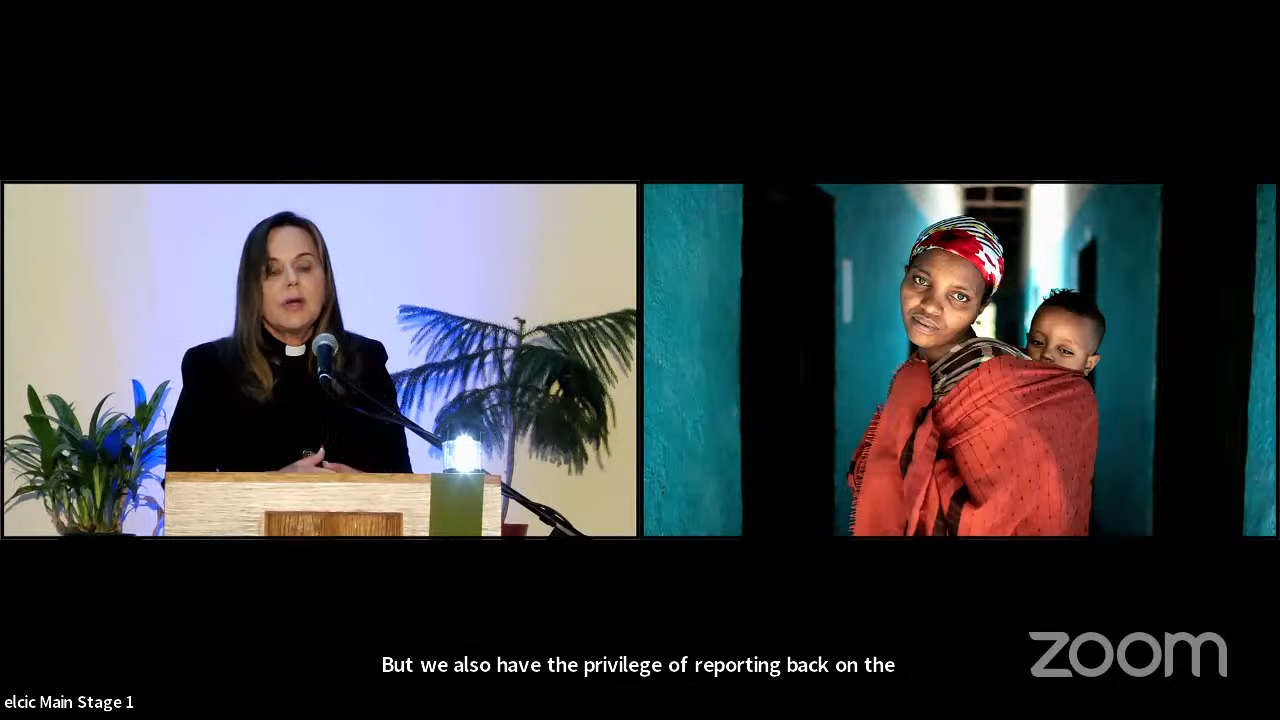 But we also have the privilege of reporting back on the
zoom
elcic Main Stage 1